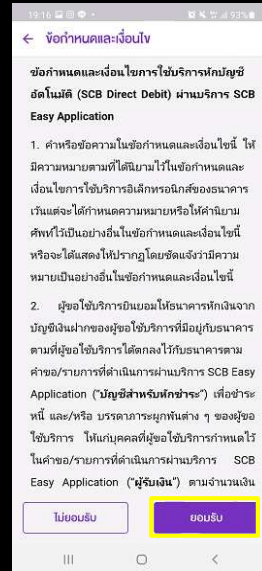 19:16
93%
ข้อกำหนดและเงื่อนไข
ข้อกำหนดและเงื่อนไขการใช้บริการหักบัญชี
อัตโนมัติ (SCB Direct Debit) ผ่านบริการ SCB
Easy Application
1. คำหรือข้อความในข้อกำหนดและเงื่อนไขนี้ ให้
มีความหมายตามที่ได้นิยามไว้ในข้อกำหนดและ
เงื่อนไขการใช้บริการอิเล็กทรอนิกส์ของธนาคาร
เว้นแต่จะได้กำหนดความหมายหรือให้คำนิยาม
ศัพท์ไว้เป็นอย่างอื่นในข้อกำหนดและเงื่อนไขนี้
หรือจะได้แสดงให้ปรากฏโดยชัดแจ้งว่ามีความ
หมายเป็นอย่างอื่นในข้อกำหนดและเงื่อนไขนี้
2. ผู้ขอใช้บริการยินยอมให้ธนาคารหักเงินจาก
บัญชีเงินฝากของผู้ขอใช้บริการที่มีอยู่กับธนาคาร
ตามที่ผู้ขอใช้บริการได้ตกลงไว้กับธนาคารตาม
คำขอ/รายการที่ดำเนินการผ่านบริการ SCB Easy
Application ("บัญชีสำหรับหักชำระ") เพื่อชำระ
หนี้ และ/หรือ บรรดาภาระผูกพันต่าง ๆ ของผู้ขอ
ใช้บริการ ให้แก่บุคคลที่ผู้ขอใช้บริการกำหนดไว้
ในคำขอ/รายการที่ดำเนินการผ่านบริการ SCB
Easy Application ("ผู้รับเงิน") ตามจำนวนเงิน
ไม่ยอมรับ
ยอมรับ